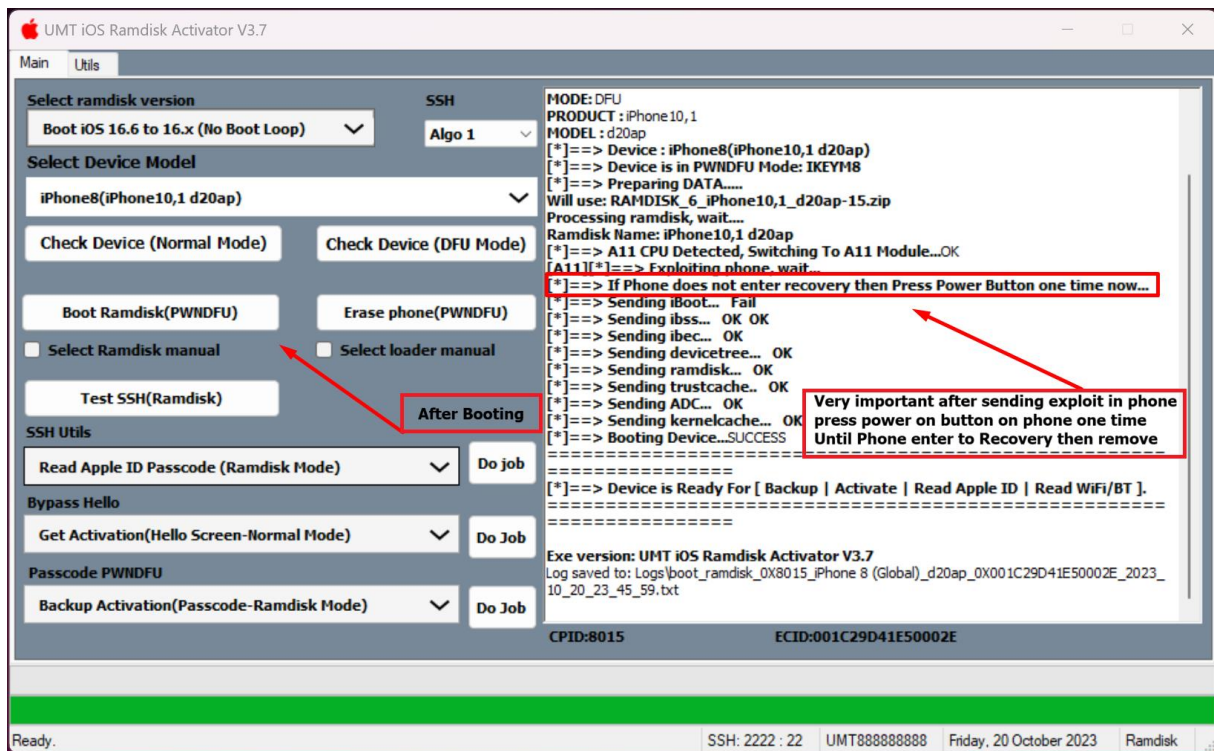 UMT iOS Ramdisk Activator V3.7
Main Utils
Select ramdisk version
SSH
Boot iOS 16.6 to 16.x (No Boot Loop)
Algo 1
Select Device Model
iPhone8(iPhone10,1 d20ap)
Check Device (Normal Mode)
Check Device (DFU Mode)
Boot Ramdisk(PWNDFU)
Erase phone(PWNDFU)
Select Ramdisk manual
Select loader manual
Test SSH(Ramdisk)
After Booting
SSH Utils
Read Apple ID Passcode (Ramdisk Mode)
Do job
Bypass Hello
Get Activation(Hello Screen-Normal Mode)
Do Job
Passcode PWNDFU
Backup Activation(Passcode-Ramdisk Mode)
Do Job
MODE: DFU
PRODUCT : iPhone10,1
MODEL : d20ap
[*]==> Device : iPhone8(iPhone10,1 d20ap)
[*]==> Device is in PWNDFU Mode: IKEYM8
[*]==> Preparing DATA.....
Will use: RAMDISK_6_iPhone10,1_d20ap-15.zip
Processing ramdisk, wait....
Ramdisk Name: iPhone10,1 d20ap
[*]==> A11 CPU Detected, Switching To A11 Module...OK
[A11][*]==> Exploiting phone, wait...
[*]==> If Phone does not enter recovery then Press Power Button one time now...
[*]==> Sending iBoot... Fail
[*]==> Sending ibss... OK OK
[*]==> Sending ibec... OK
[*]==> Sending devicetree... OK
[*]==> Sending ramdisk... OK
[*]==> Sending trustcache.. OK
[*]==> Sending ADC... OK
[*]==> Sending kernelcache... OK
[*]==> Booting Device...SUCCESS
Very important after sending exploit in phone
press power on button on phone one time
Until Phone enter to Recovery then remove
==========================================================
================
[*]==> Device is Ready For [ Backup | Activate | Read Apple ID | Read WiFi/BT ].
==========================================================
================
Exe version: UMT iOS Ramdisk Activator V3.7
Log saved to: Logs\boot_ramdisk_0X8015_iPhone 8 (Global)_d20ap_0X001C29D41E50002E_2023_
10_20_23_45_59.txt
CPID:8015
ECID:001C29D41E50002E
Ready.
SSH: 2222 : 22
UMT888888888
Friday, 20 October 2023
Ramdisk